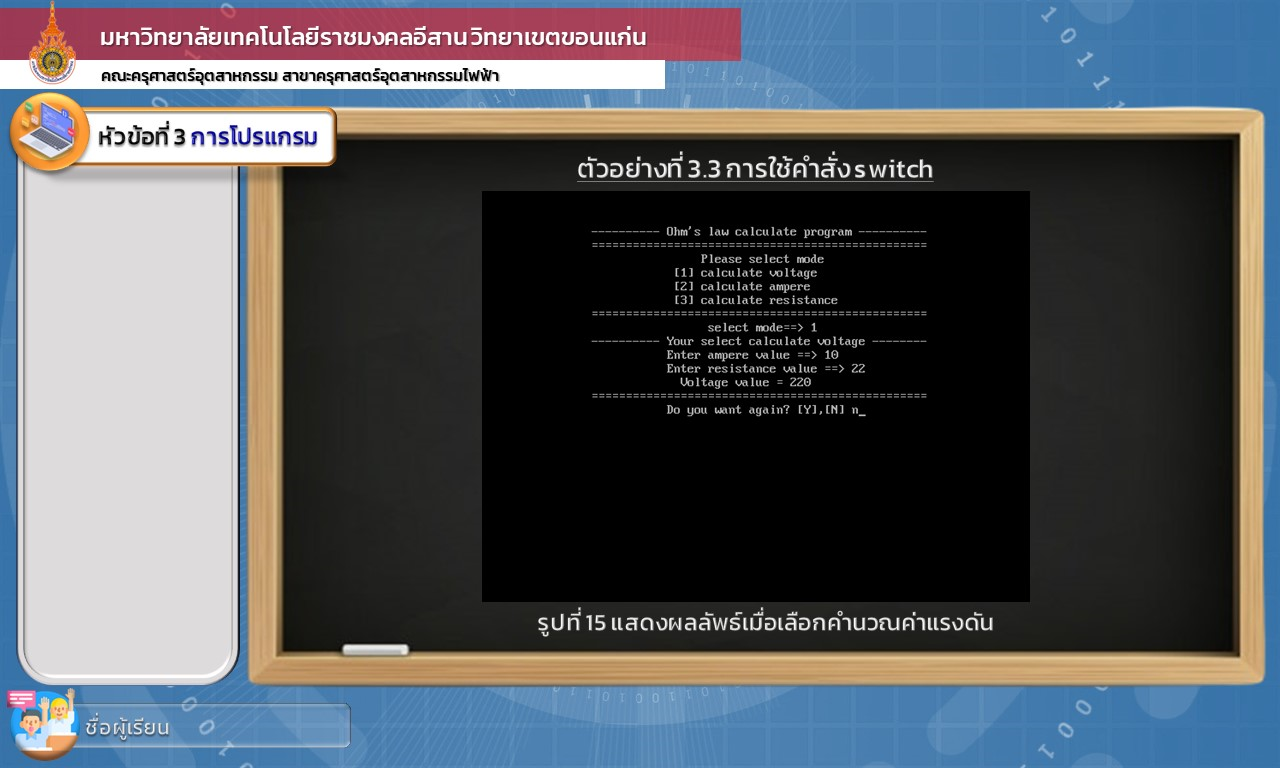 มหาวิทยาลัยเทคโนโลยีราชมงคลอีสาน วิทยาเขตขอนแก่น
คณะครุศาสตร์อุตสาหกรรม สาขาครุศาสตร์อุตสาหกรรมไฟฟ้า
หัวข้อที่ 3 การโปรแกรม
ตัวอย่างที่ 3.3 การใช้คำสั่ง switch
---------- Ohm's law calculate program ----------
=================================================
Please select mode
[1] calculate voltage
[2] calculate ampere
[3] calculate resistance
=================================================
select mode==> 1
---------- Your select calculate voltage --------
Enter ampere value ==> 10
Enter resistance value ==> 22
Voltage value = 220
=================================================
Do you want again? [Y],[N] n_
รูปที่ 15 แสดงผลลัพธ์เมื่อเลือกคำนวณค่าแรงดัน
ชื่อผู้เรียน